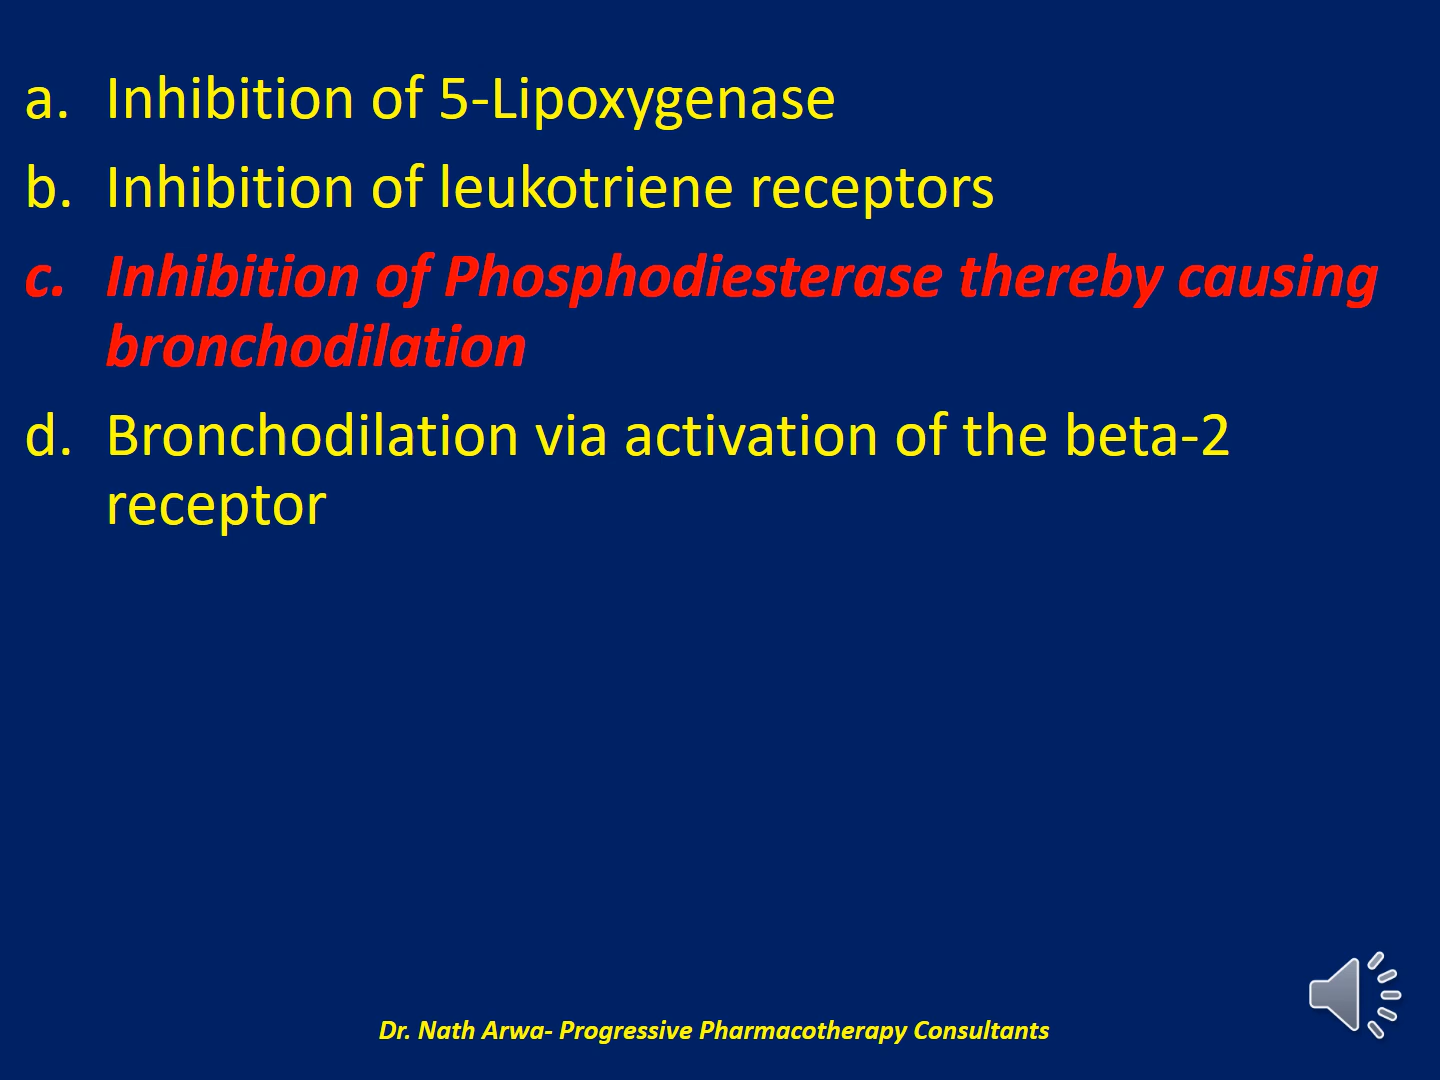 a. Inhibition of 5-Lipoxygenase
b. Inhibition of leukotriene receptors
c. Inhibition of Phosphodiesterase thereby causing
bronchodilation
d. Bronchodilation via activation of the beta-2
receptor
Dr. Nath Arwa- Progressive Pharmacotherapy Consultants